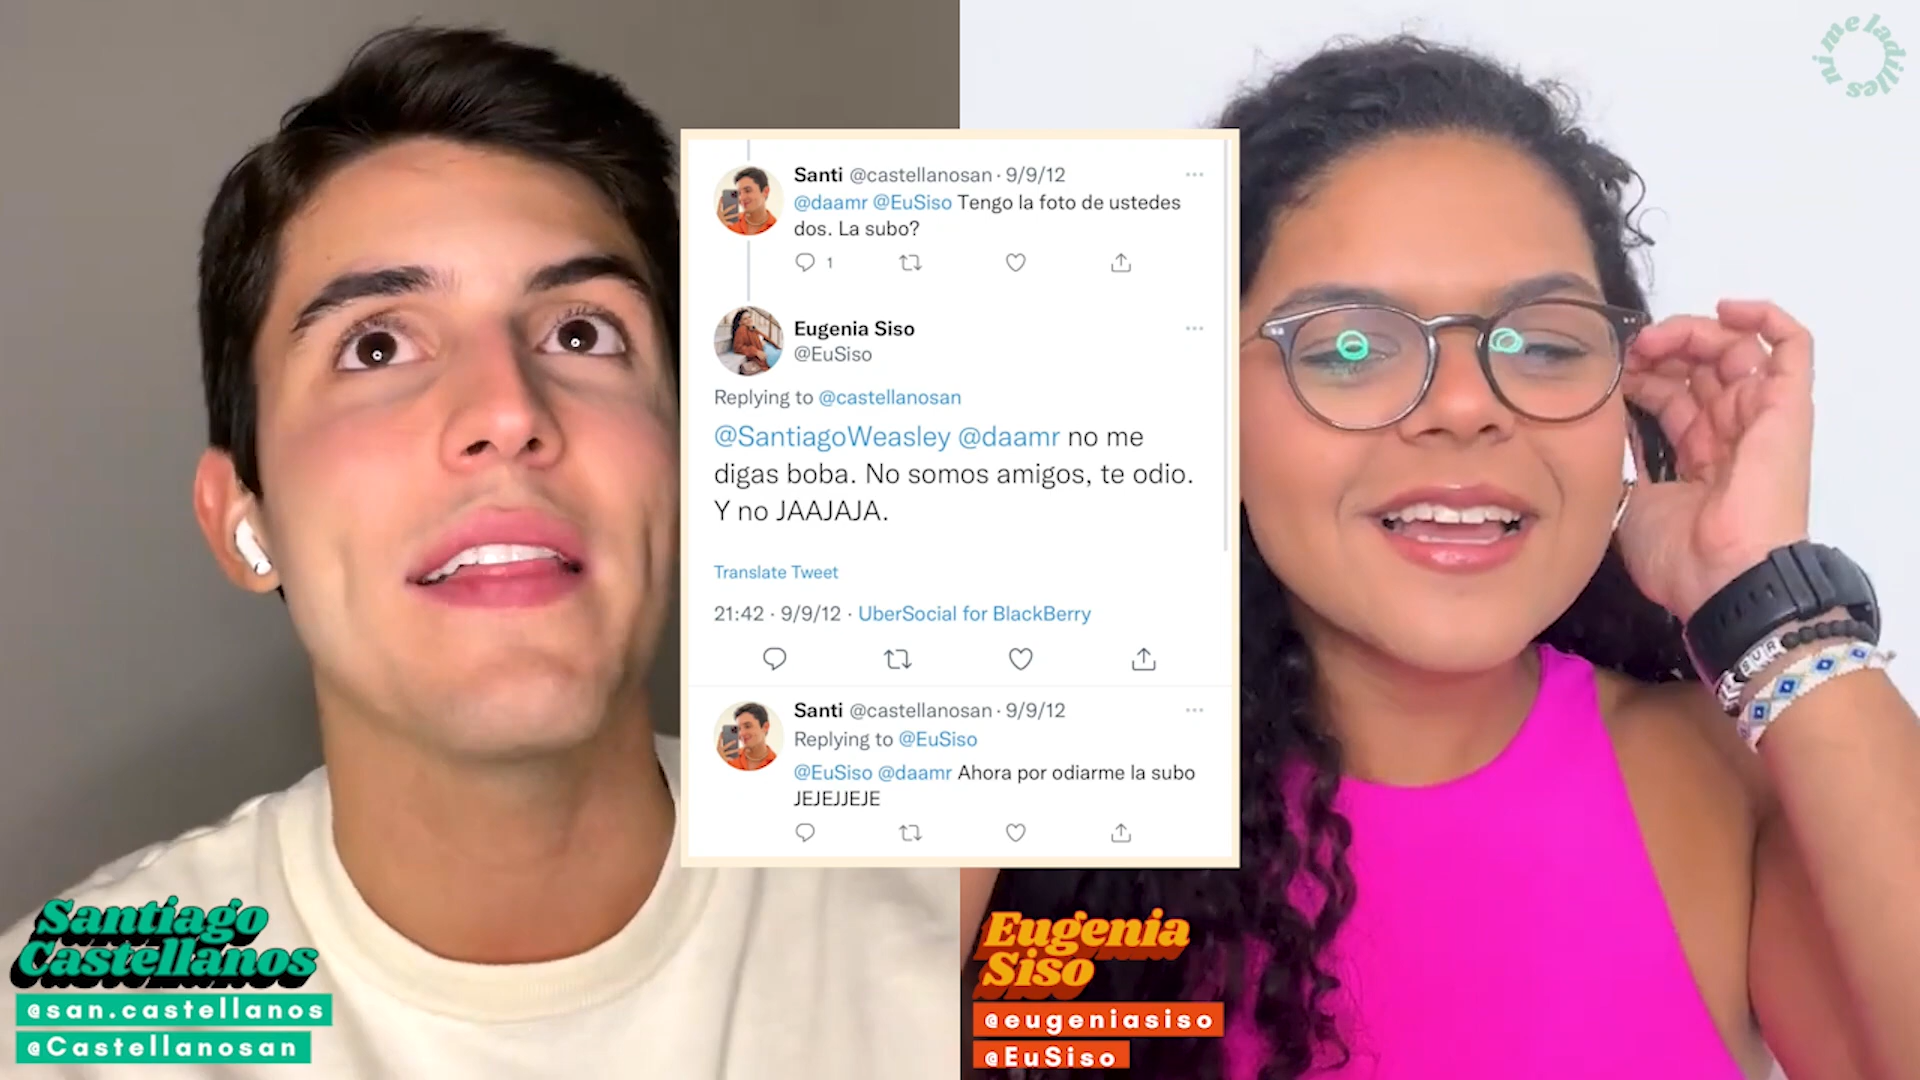 ni me ladilles
Santi @castellanosan · 9/9/12
@daamr @EuSiso Tengo la foto de ustedes
dos. La subo?
1
Eugenia Siso
@EuSiso
Replying to @castellanosan
@SantiagoWeasley @daamr no me
digas boba. No somos amigos, te odio.
Y no JAAJAJA.
Translate Tweet
21:42 · 9/9/12 · UberSocial for BlackBerry
Santi @castellanosan · 9/9/12
Replying to @EuSiso
@EuSiso @daamr Ahora por odiarme la subo
JEJEJJEJE
Santiago
Castellanos
@san.castellanos
@Castellanosan
Eugenia
Siso
@eugeniasiso
@EuSiso